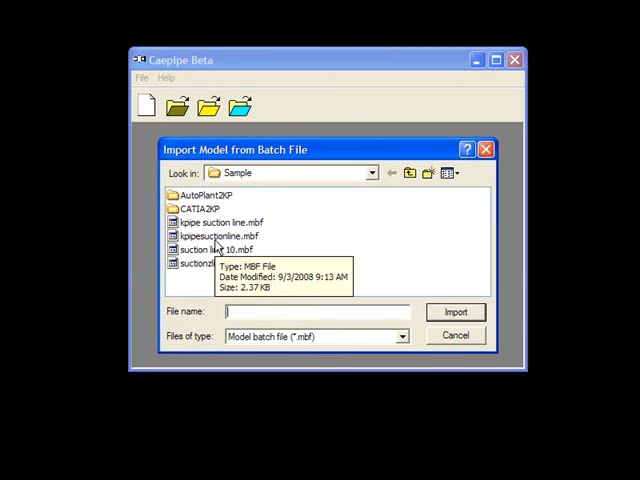 Caepipe Beta
File Help
Import Model from Batch File
Look in: Sample
AutoPlant2KP
CATIA2KP
kpipe suction line.mbf
kpipesuctionline.mbf
suction line 10.mbf
Type: MBF File
Date Modified: 9/3/2008 9:13 AM
Size: 2.37 KB
File name:
Import
Files of type: Model batch file (*.mbf)
Cancel